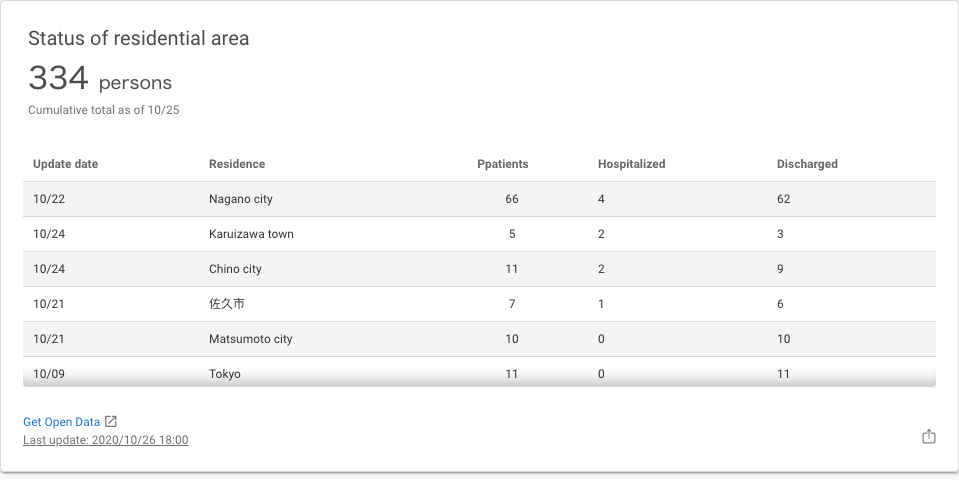 Status of residential area
334 persons
Cumulative total as of 10/25
Update date Residence Ppatients Hospitalized Discharged
10/22 Nagano city 66 4 62
10/24 Karuizawa town 5 2 3
10/24 Chino city 11 2 9
10/21 佐久市 7 1 6
10/21 Matsumoto city 10 0 10
10/09 Tokyo 11 0 11
Get Open Data
Last update: 2020/10/26 18:00